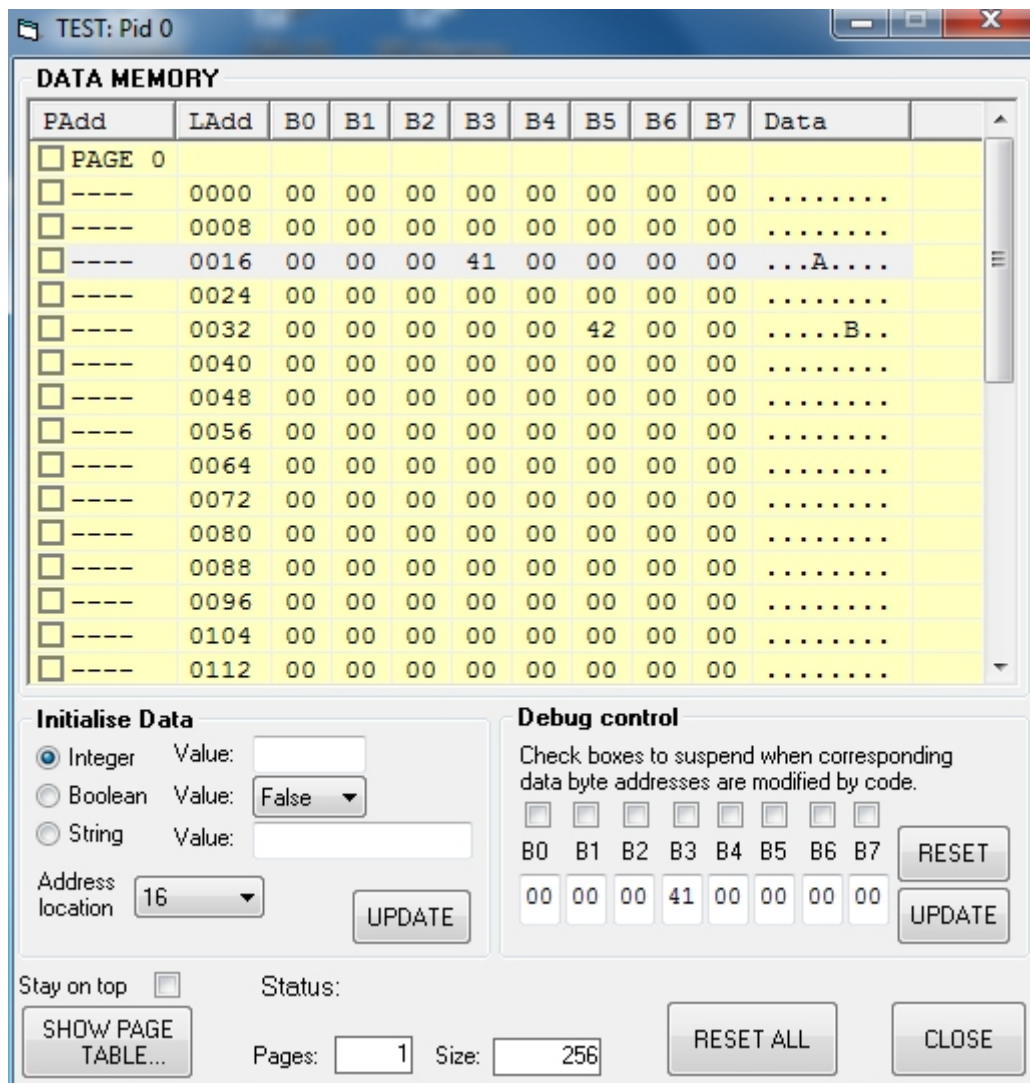 TEST: Pid 0
DATA MEMORY
PAdd LAdd B0 B1 B2 B3 B4 B5 B6 B7 Data
PAGE 0
---- 0000 00 00 00 00 00 00 00 00 ........
---- 0008 00 00 00 00 00 00 00 00 ........
---- 0016 00 00 00 41 00 00 00 00 ...A....
---- 0024 00 00 00 00 00 00 00 00 ........
---- 0032 00 00 00 00 00 42 00 00 .....B..
---- 0040 00 00 00 00 00 00 00 00 ........
---- 0048 00 00 00 00 00 00 00 00 ........
---- 0056 00 00 00 00 00 00 00 00 ........
---- 0064 00 00 00 00 00 00 00 00 ........
---- 0072 00 00 00 00 00 00 00 00 ........
---- 0080 00 00 00 00 00 00 00 00 ........
---- 0088 00 00 00 00 00 00 00 00 ........
---- 0096 00 00 00 00 00 00 00 00 ........
---- 0104 00 00 00 00 00 00 00 00 ........
---- 0112 00 00 00 00 00 00 00 00 ........
Initialise Data
Integer Value:
Boolean Value: False
String Value:
Address
location 16
UPDATE
Debug control
Check boxes to suspend when corresponding
data byte addresses are modified by code.
B0 B1 B2 B3 B4 B5 B6 B7
00 00 00 41 00 00 00 00
RESET
UPDATE
Stay on top
Status:
SHOW PAGE
TABLE...
Pages: 1 Size: 256
RESET ALL
CLOSE